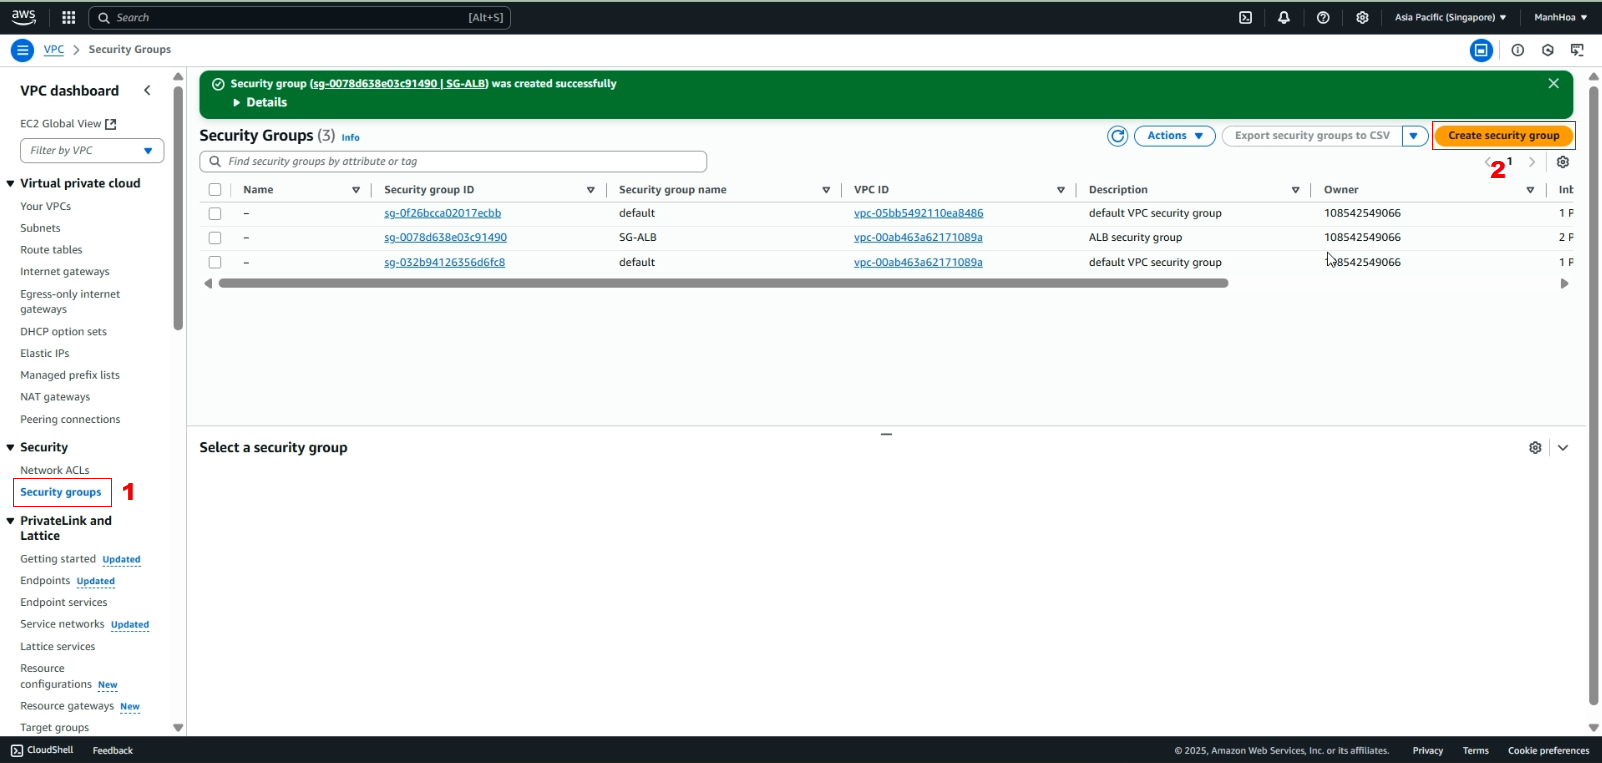 aws
Search [Alt+S]
Asia Pacific (Singapore) ▼ ManhHoa ▼
VPC > Security Groups
VPC dashboard
EC2 Global View
Filter by VPC
Virtual private cloud
Your VPCs
Subnets
Route tables
Internet gateways
Egress-only internet
gateways
DHCP option sets
Elastic IPs
Managed prefix lists
NAT gateways
Peering connections
Security
Network ACLs
Security groups 1
PrivateLink and
Lattice
Getting started Updated
Endpoints Updated
Endpoint services
Service networks Updated
Lattice services
Resource
configurations New
Resource gateways New
Target groups
Security group (sg-0078d638e03c91490 | SG-ALB) was created successfully
Details
Security Groups (3) Info
Actions Export security groups to CSV Create security group
Find security groups by attribute or tag
1 2
Name Security group ID Security group name VPC ID Description Owner Inb
– sg-0f26bcca02017ecbb default vpc-05bb5492110ea8486 default VPC security group 108542549066 1 P
– sg-0078d638e03c91490 SG-ALB vpc-00ab463a62171089a ALB security group 108542549066 2 P
– sg-032b94126356d6fc8 default vpc-00ab463a62171089a default VPC security group 108542549066 1 P
Select a security group
CloudShell Feedback
© 2025, Amazon Web Services, Inc. or its affiliates. Privacy Terms Cookie preferences